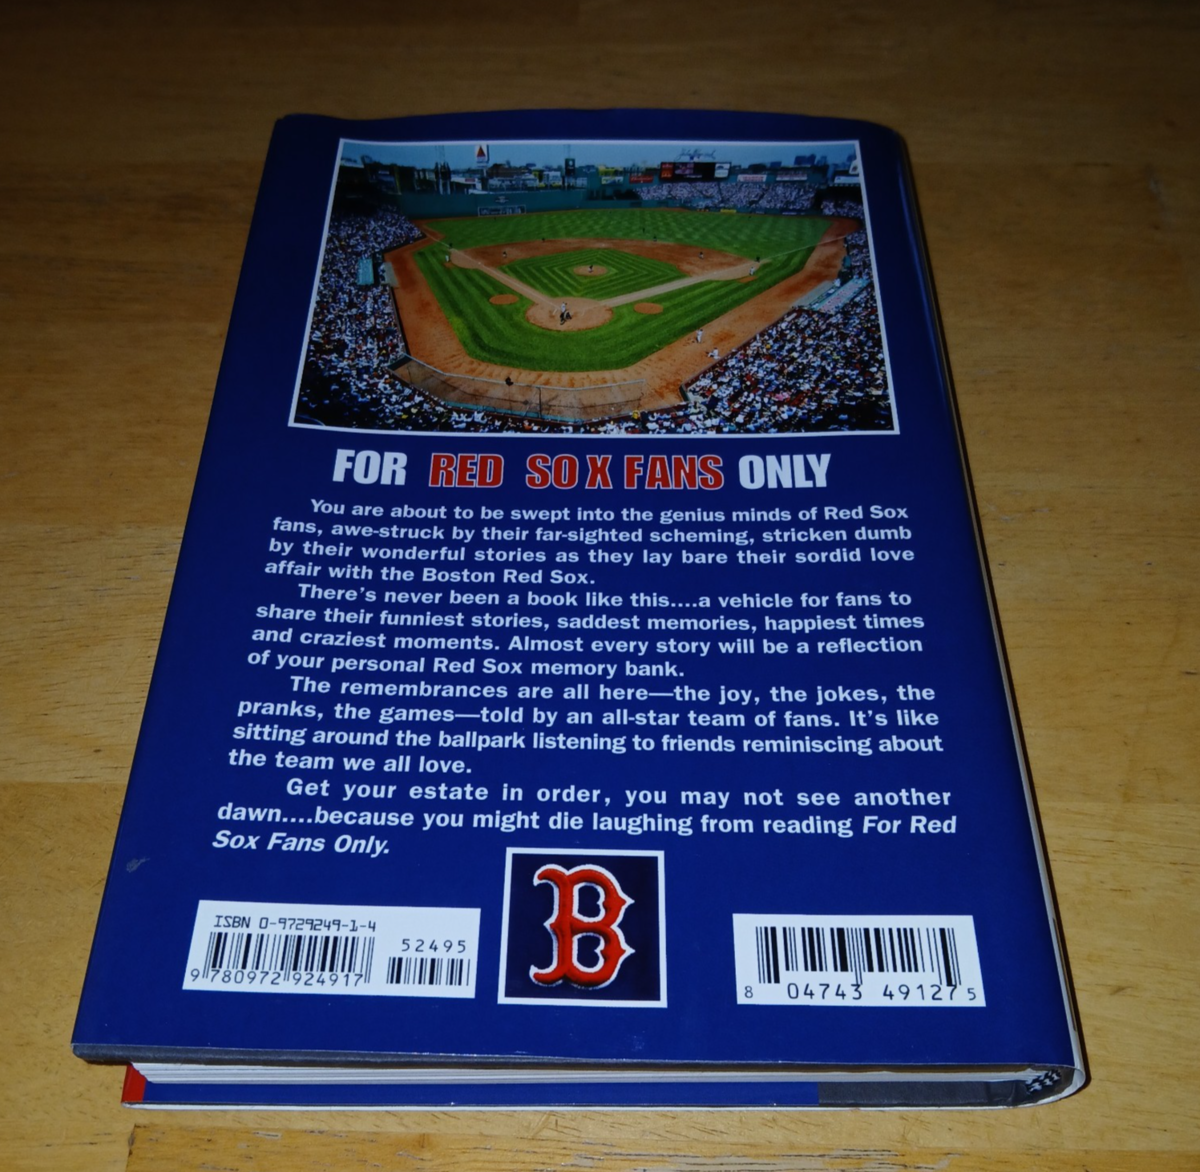 FOR RED SOX FANS ONLY
You are about to be swept into the genius minds of Red Sox
fans, awe-struck by their far-sighted scheming, stricken dumb
by their wonderful stories as they lay bare their sordid love
affair with the Boston Red Sox.
There's never been a book like this....a vehicle for fans to
share their funniest stories, saddest memories, happiest times
and craziest moments. Almost every story will be a reflection
of your personal Red Sox memory bank.
The remembrances are all here—the joy, the jokes, the
pranks, the games—told by an all-star team of fans. It's like
sitting around the ballpark listening to friends reminiscing about
the team we all love.
Get your estate in order, you may not see another
dawn....because you might die laughing from reading For Red
Sox Fans Only.
ISBN 0-9729249-1-4
52495
9 780972 924917
B
8 04743 49127 5